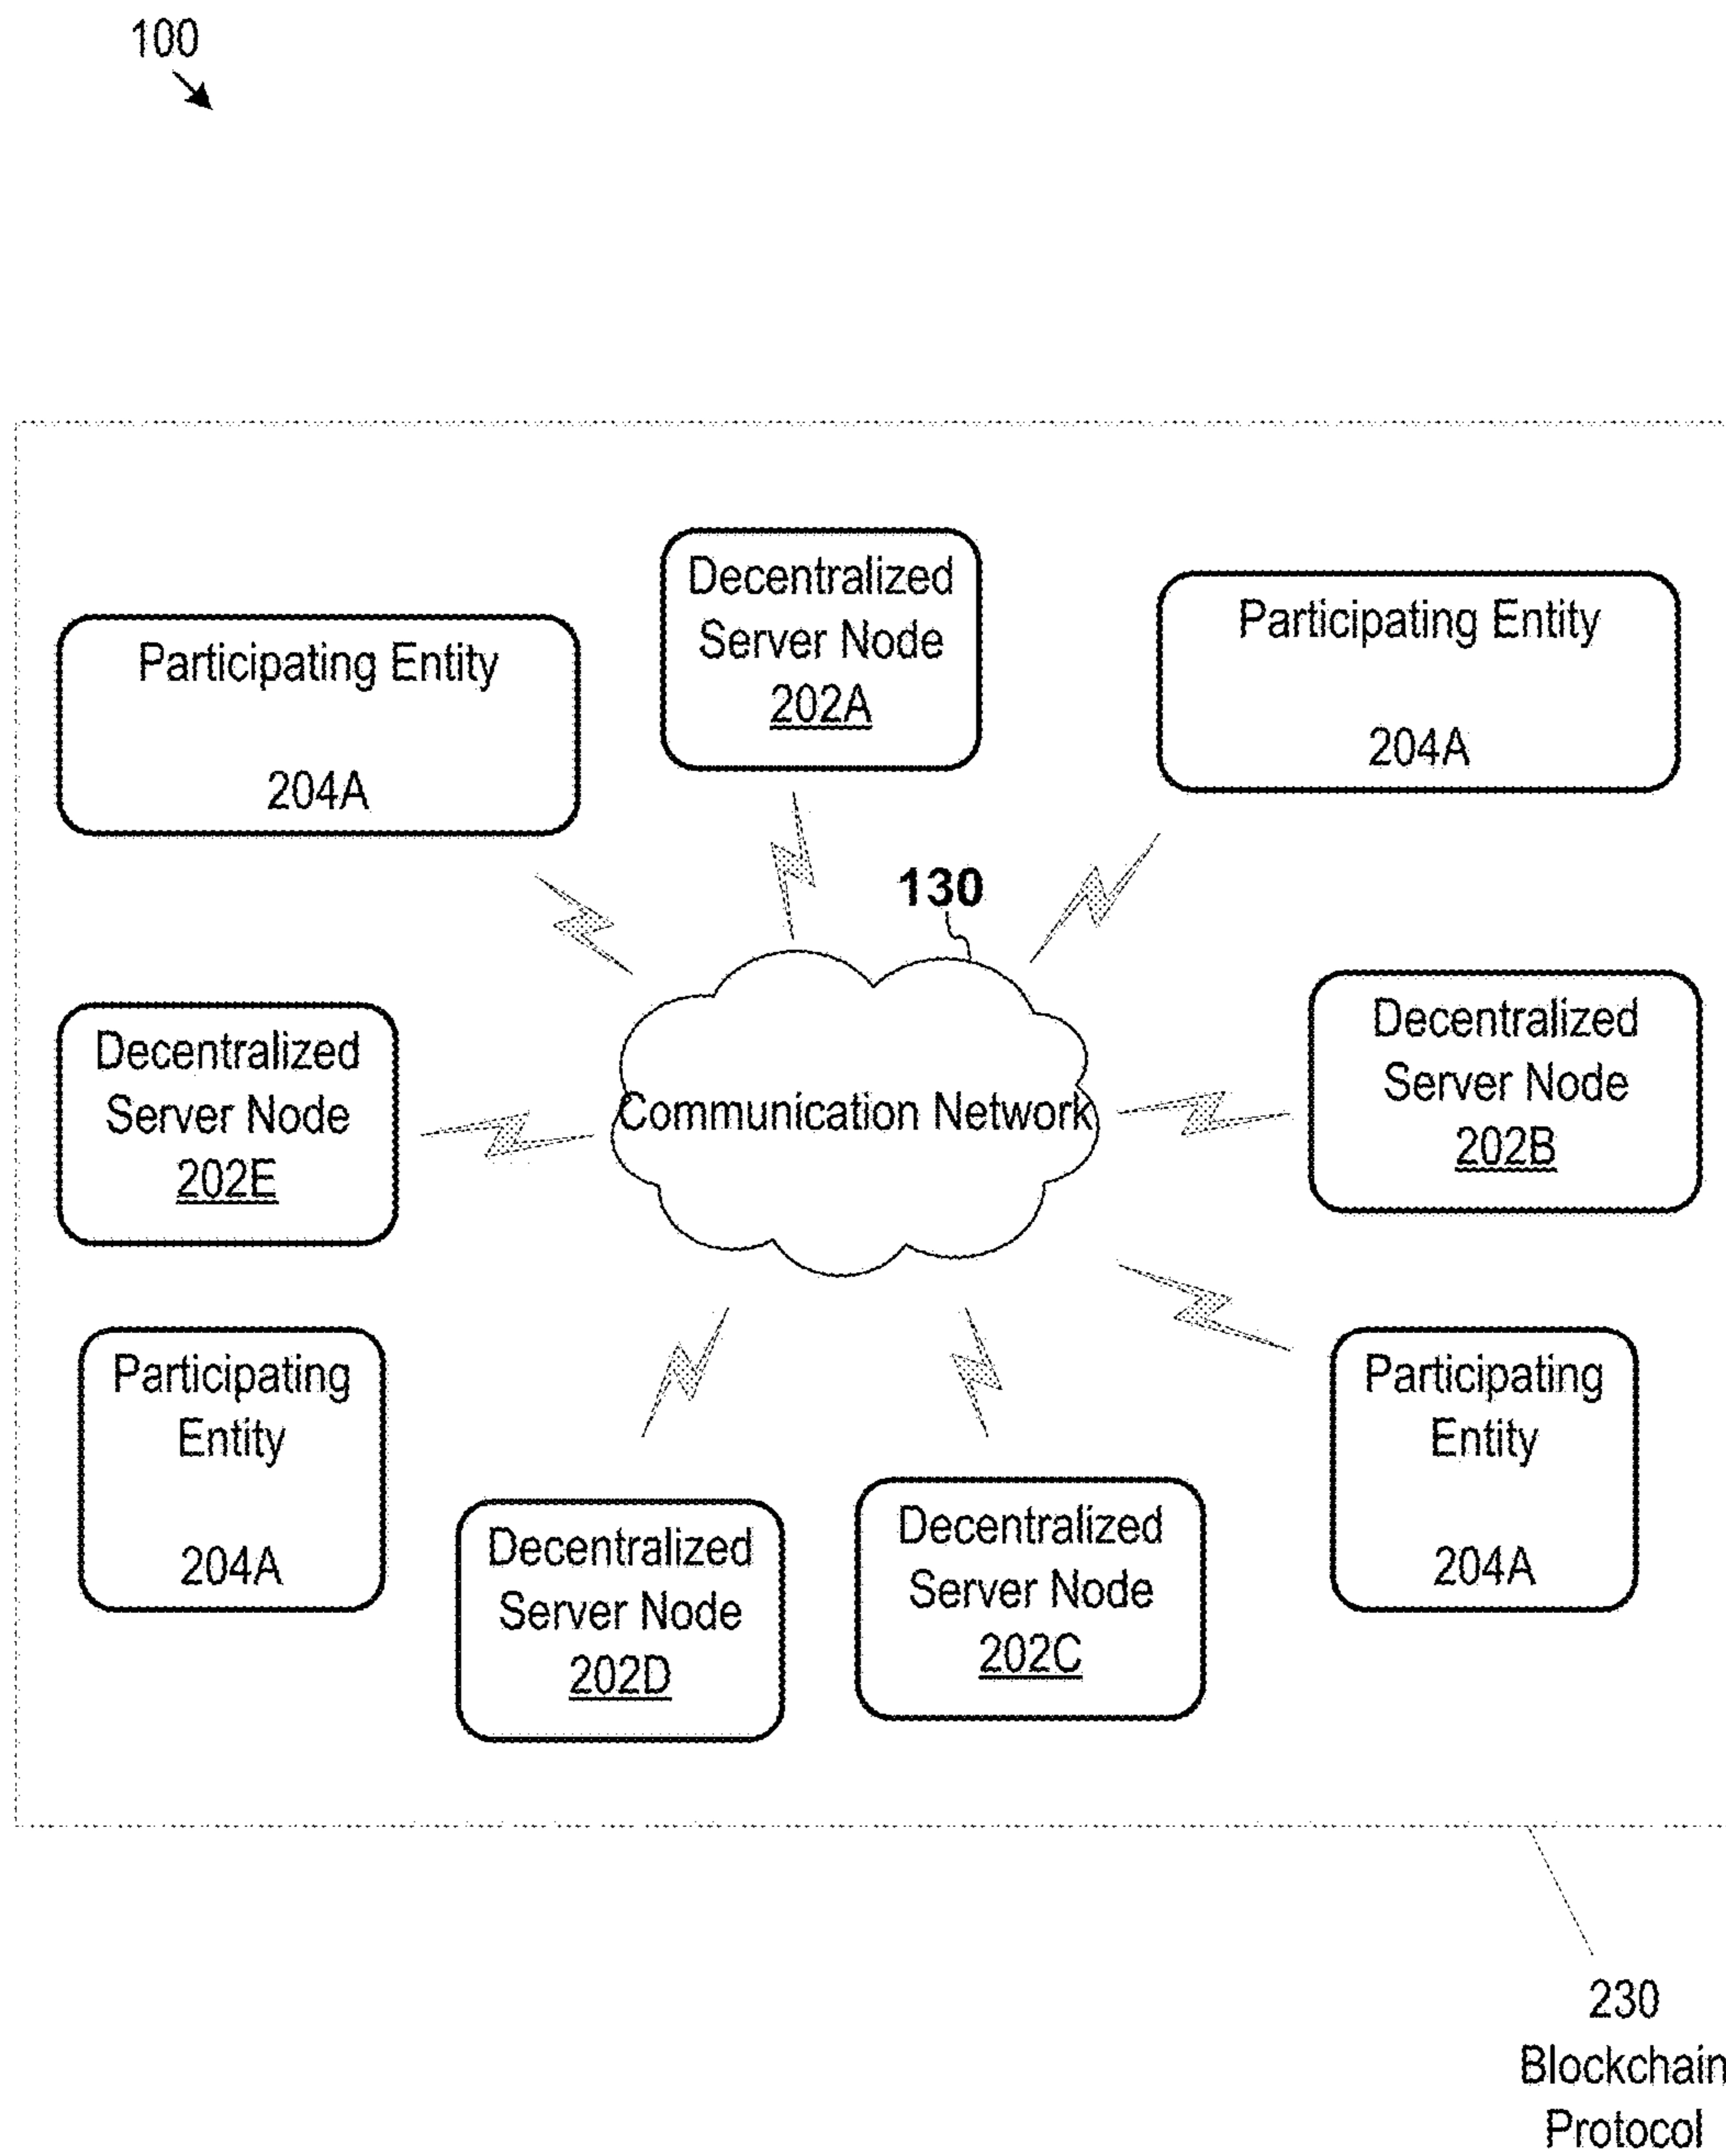 100
Decentralized
Server Node
202A
Participating Entity
204A
Participating Entity
204A
130
Communication Network
Decentralized
Server Node
202E
Decentralized
Server Node
202B
Participating
Entity
204A
Participating
Entity
204A
Decentralized
Server Node
202D
Decentralized
Server Node
202C
230
Blockchain
Protocol